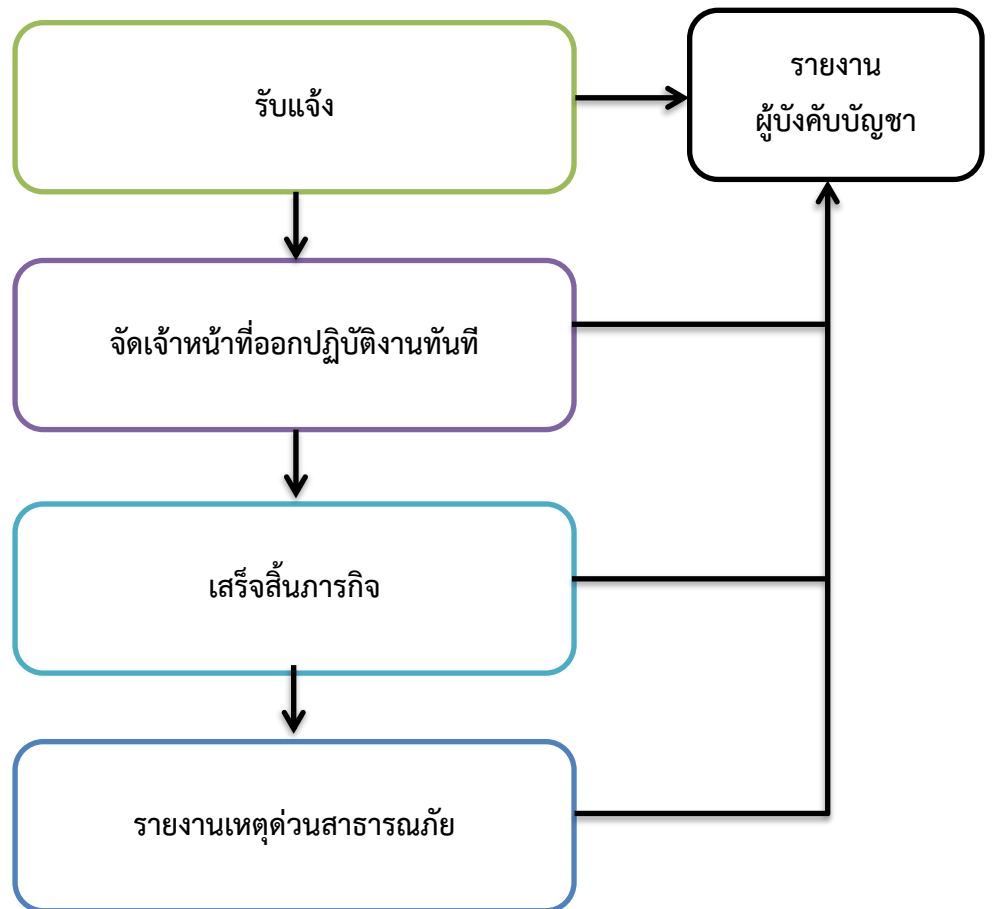 รับแจ้ง
รายงาน
ผู้บังคับบัญชา
จัดเจ้าหน้าที่ออกปฏิบัติงานทันที
เสร็จสิ้นภารกิจ
รายงานเหตุด่วนสาธารณภัย